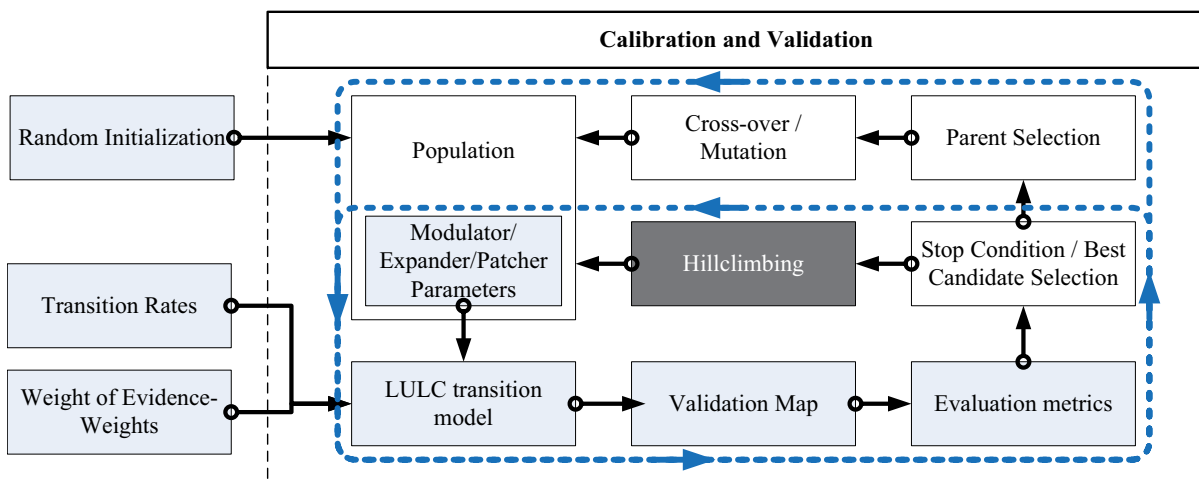 Calibration and Validation
Random Initialization
Population
Cross-over /
Mutation
Parent Selection
Modulator/
Expander/Patcher
Parameters
Hillclimbing
Stop Condition / Best
Candidate Selection
Transition Rates
Weight of Evidence-
Weights
LULC transition
model
Validation Map
Evaluation metrics